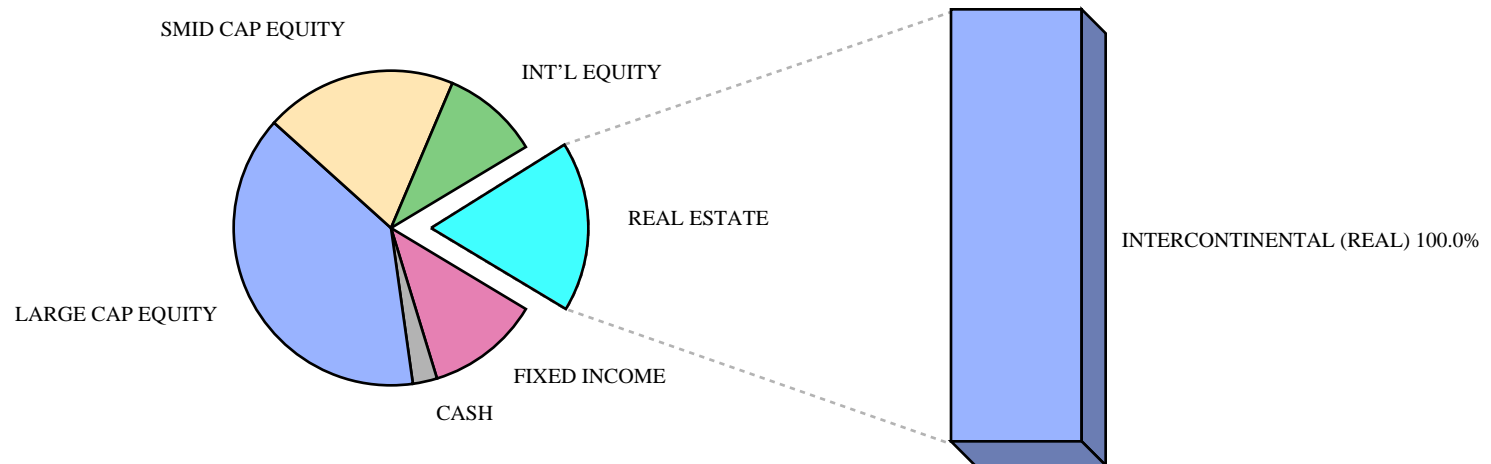 SMID CAP EQUITY
INT'L EQUITY
REAL ESTATE
INTERCONTINENTAL (REAL) 100.0%
LARGE CAP EQUITY
FIXED INCOME
CASH